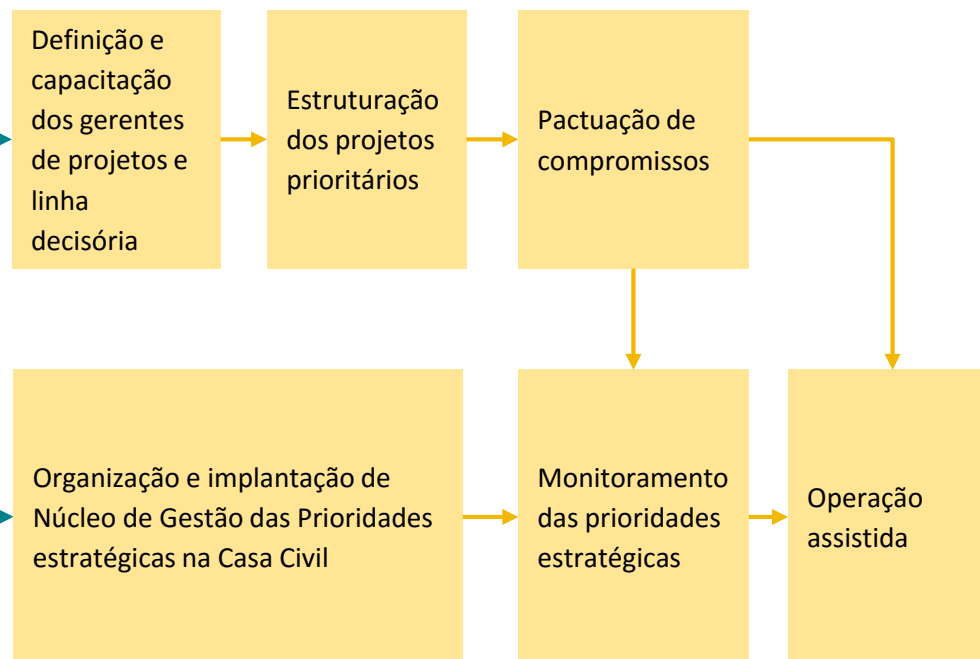 Definição e
capacitação
dos gerentes
de projetos e
linha
decisória
Estruturação
dos projetos
prioritários
Pactuação de
compromissos
Organização e implantação de
Núcleo de Gestão das Prioridades
estratégicas na Casa Civil
Monitoramento
das prioridades
estratégicas
Operação
assistida